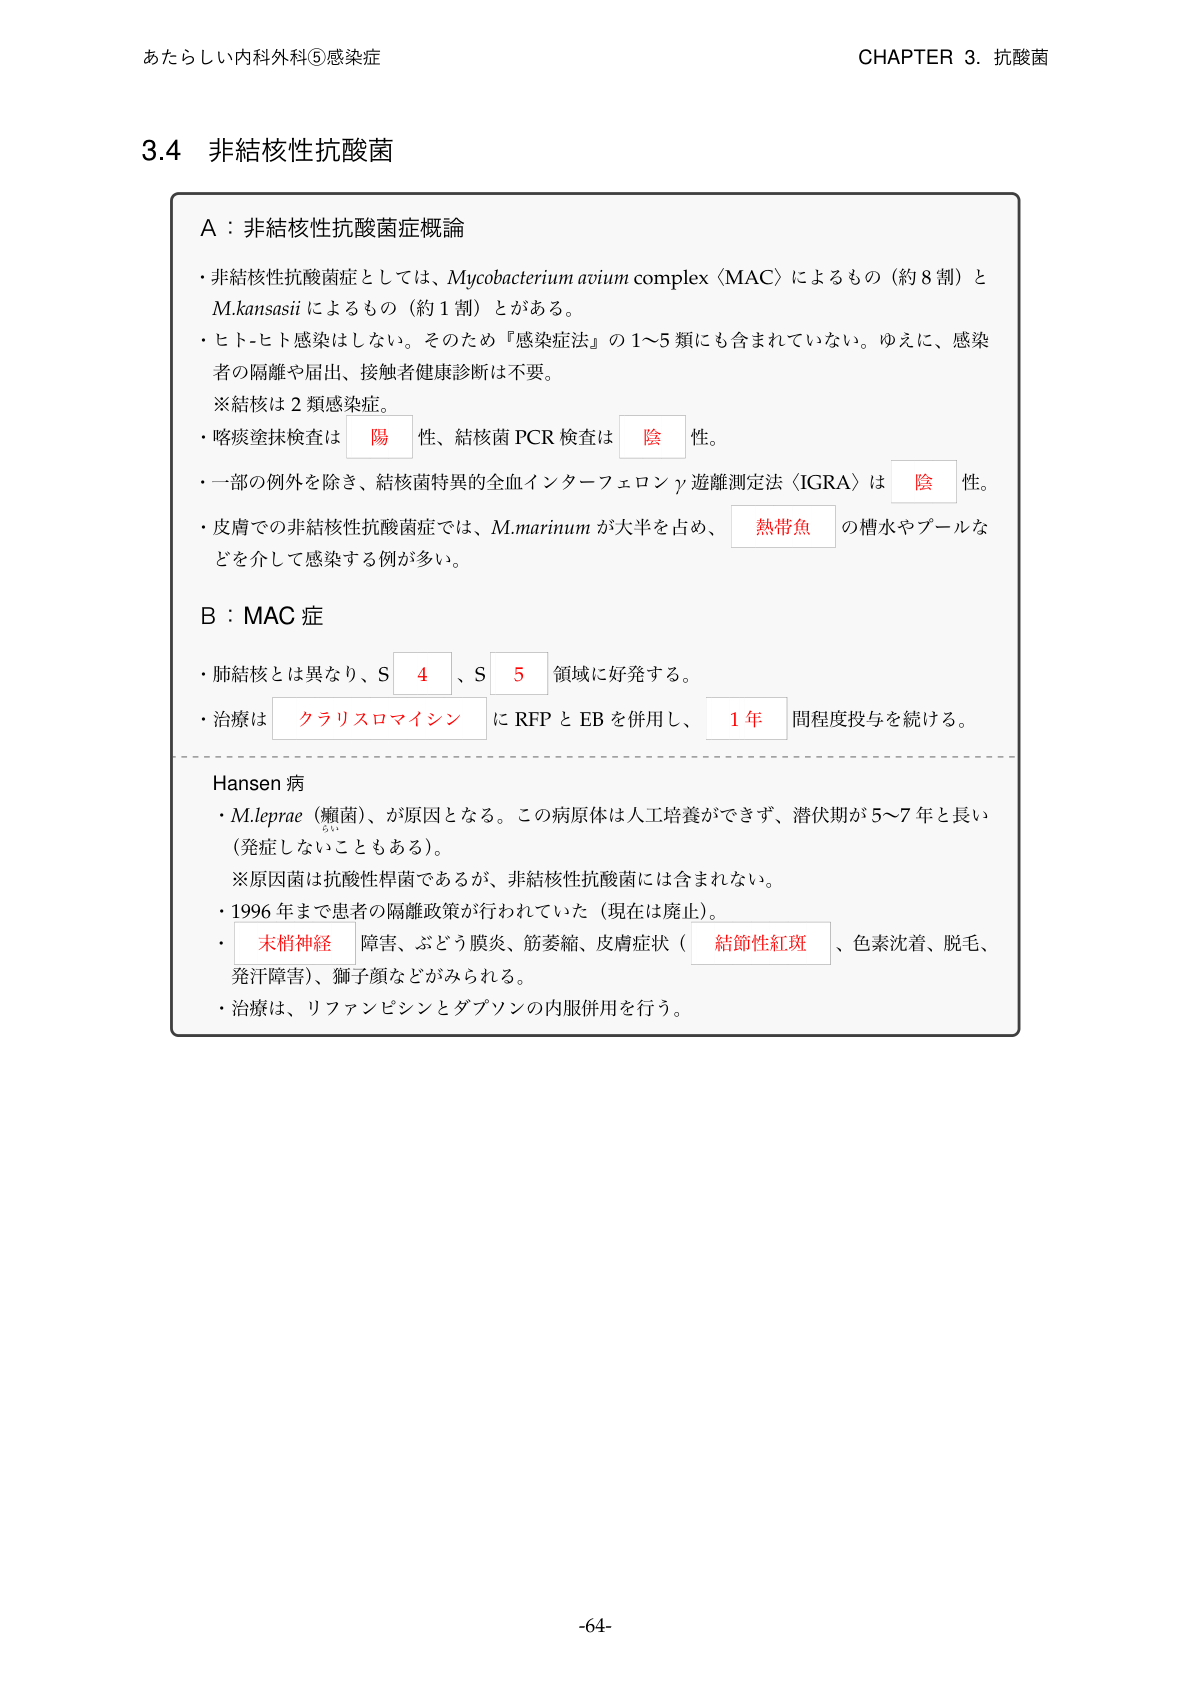 あたらしい内科外科⑤感染症
CHAPTER 3. 抗酸菌
3.4 非結核性抗酸菌
A：非結核性抗酸菌症概論
・非結核性抗酸菌症としては、Mycobacterium avium complex〈MAC〉によるもの（約 8 割）と
M.kansasii によるもの（約 1 割）とがある。
・ヒト-ヒト感染はしない。そのため『感染症法』の 1〜5 類にも含まれていない。ゆえに、感染
者の隔離や届出、接触者健康診断は不要。
※結核は 2 類感染症。
・喀痰塗抹検査は 陽 性、結核菌 PCR 検査は 陰 性。
・一部の例外を除き、結核菌特異的全血インターフェロン γ 遊離測定法〈IGRA〉は 陰 性。
・皮膚での非結核性抗酸菌症では、M.marinum が大半を占め、 熱帯魚 の槽水やプールな
どを介して感染する例が多い。
B：MAC 症
・肺結核とは異なり、S 4 、S 5 領域に好発する。
・治療は クラリスロマイシン に RFP と EB を併用し、 1 年 間程度投与を続ける。
Hansen 病
・M.leprae（癩菌）、が原因となる。この病原体は人工培養ができず、潜伏期が 5〜7 年と長い
らい
（発症しないこともある）。
※原因菌は抗酸性桿菌であるが、非結核性抗酸菌には含まれない。
・1996 年まで患者の隔離政策が行われていた（現在は廃止）。
・ 末梢神経 障害、ぶどう膜炎、筋萎縮、皮膚症状（ 結節性紅斑 、色素沈着、脱毛、
発汗障害）、獅子顔などがみられる。
・治療は、リファンピシンとダプソンの内服併用を行う。
-64-